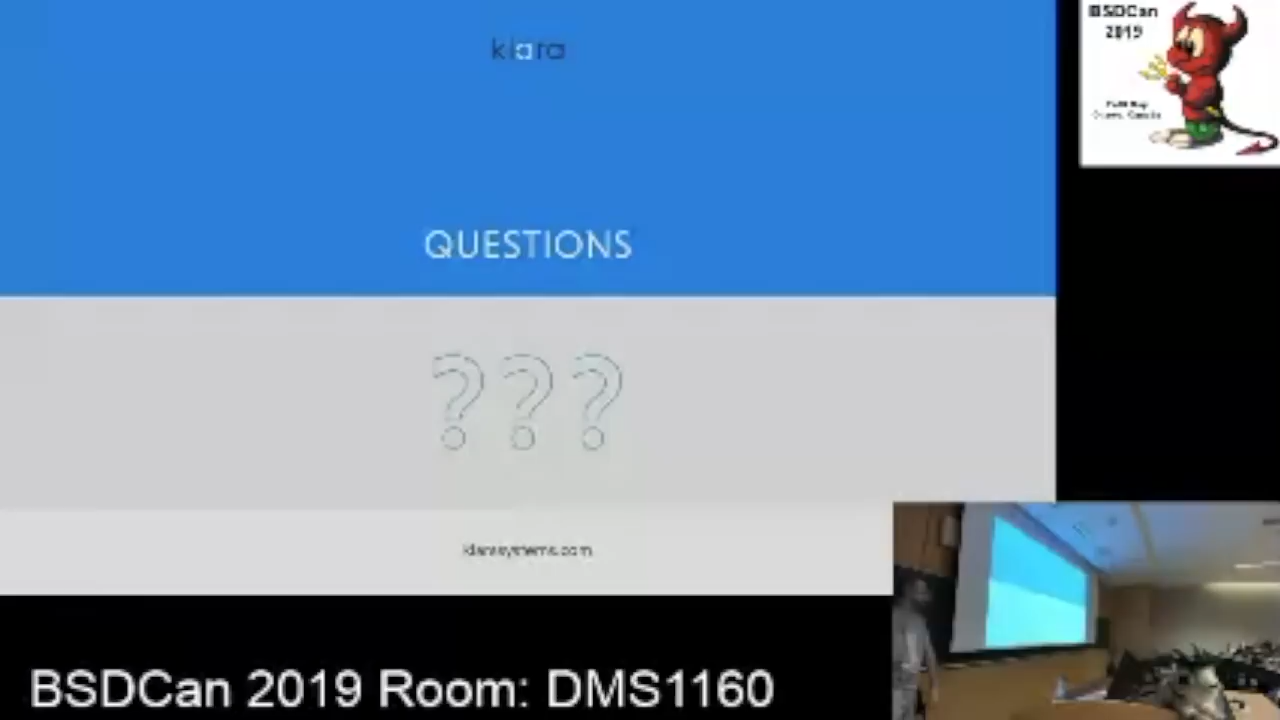 klara
BSDCan
2019
QUESTIONS
???
klarasystems.com
BSDCan 2019 Room: DMS1160